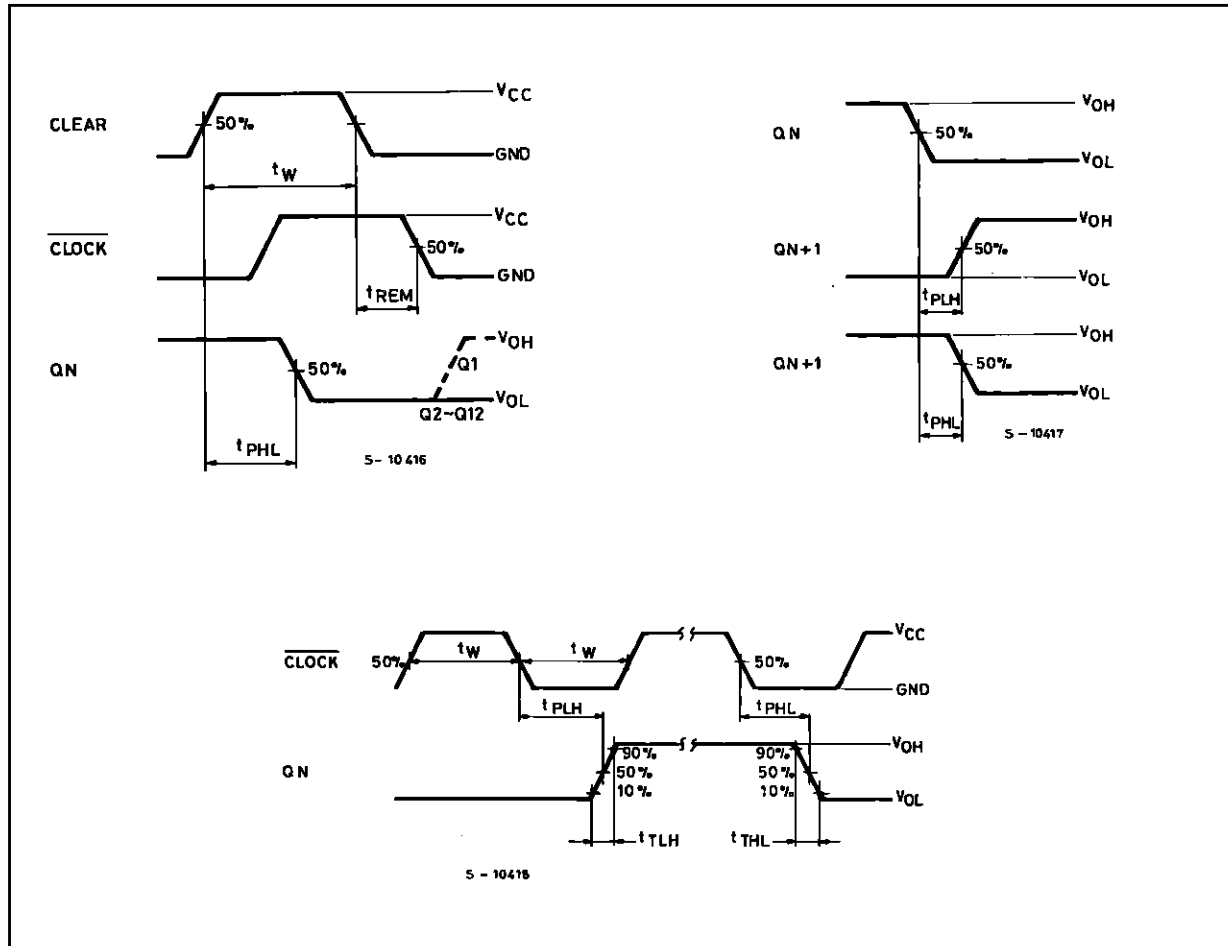 CLEAR
50%
VCC
GND
tW
CLOCK
VCC
50%
GND
tREM
QN
50%
VOH
Q1
VOL
Q2~Q12
tPHL
S-10416
QN
VOH
50%
VOL
QN+1
VOH
50%
VOL
tPLH
QN+1
VOH
50%
VOL
tPHL
S-10417
CLOCK
50%
tW
tW
50%
VCC
GND
tPLH
tPHL
QN
90%
50%
10%
90%
50%
10%
VOH
VOL
tTLH
tTHL
S-10415